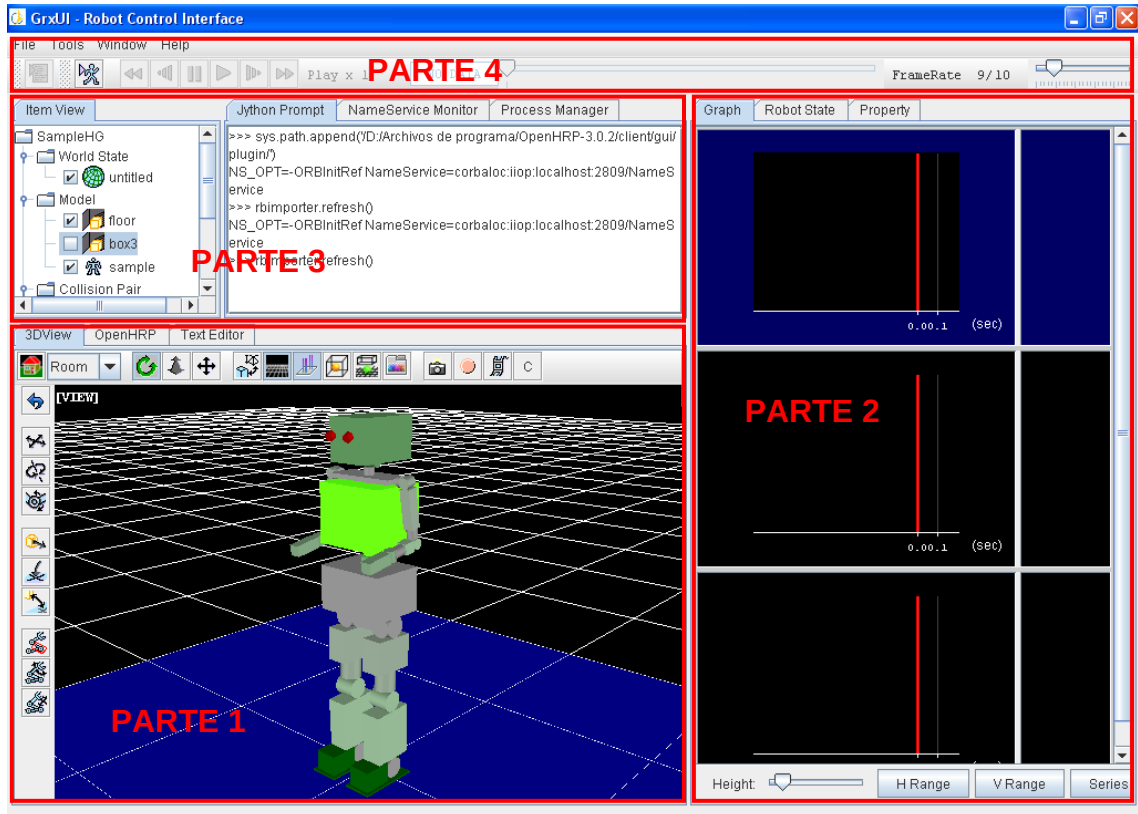 GrxUI - Robot Control Interface
File Tools Window Help
Play x 1
PARTE 4
FrameRate 9/10
Item View
SampleHG
World State
untitled
Model
floor
box3
sample
Collision Pair
Jython Prompt NameService Monitor Process Manager
>>> sys.path.append('/D:/Archivos de programa/OpenHRP-3.0.2/client/gui/
plugin/')
NS_OPT=-ORBInitRef NameService=corbaloc:iiop:localhost:2809/NameS
ervice
>>> rbimporter.refresh()
NS_OPT=-ORBInitRef NameService=corbaloc:iiop:localhost:2809/NameS
ervice
>>> rbimporter.refresh()
PARTE 3
3DView OpenHRP Text Editor
Room
C
[VIEW]
PARTE 1
Graph Robot State Property
0.00.1 (sec)
0.00.1 (sec)
PARTE 2
Height: H Range V Range Series